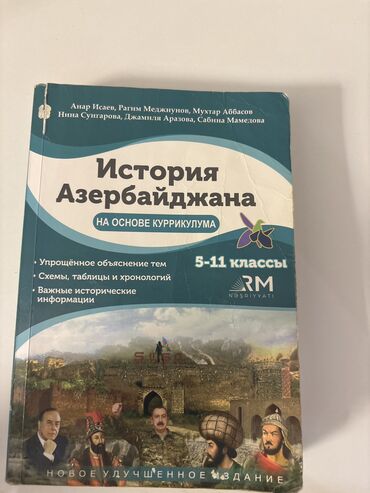 Анар Исаев, Рагим Меджнунов, Мухтар Аббасов
Нина Сунгарова, Джамиля Аразова, Сабина Мамедова
История
Азербайджана
НА ОСНОВЕ КУРРИКУЛУМА
5-11 классы
• Упрощённое объяснение тем
• Схемы, таблицы и хронологий
• Важные исторические
информации
RM
NƏŞRİYYATI
НОВОЕ УЛУЧШЕННОЕ ИЗДАНИЕ